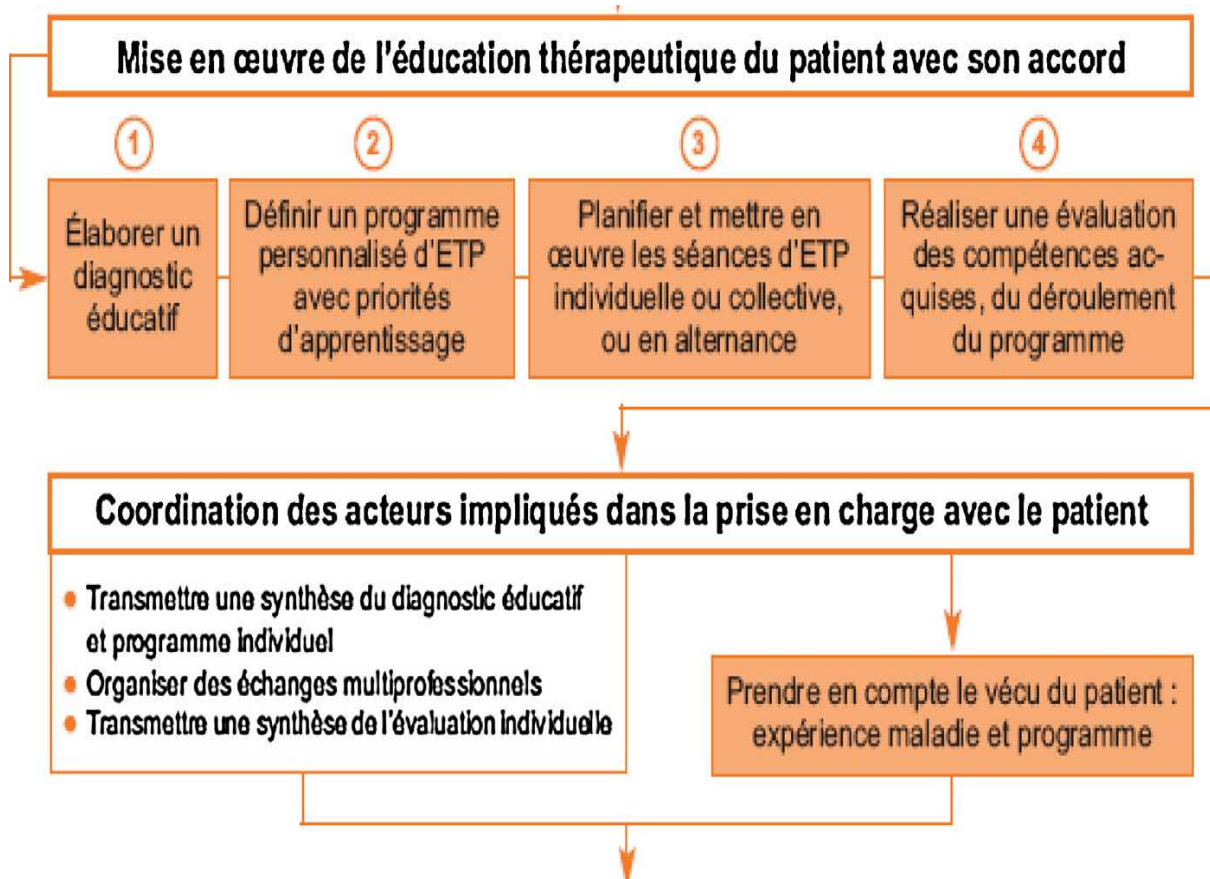 Mise en œuvre de l'éducation thérapeutique du patient avec son accord
1
2
3
4
Élaborer un
diagnostic
éducatif
Définir un programme
personnalisé d'ETP
avec priorités
d'apprentissage
Planifier et mettre en
œuvre les séances d'ETP
individuelle ou collective,
ou en alternance
Réaliser une évaluation
des compétences ac-
quises, du déroulement
du programme
Coordination des acteurs impliqués dans la prise en charge avec le patient
• Transmettre une synthèse du diagnostic éducatif
et programme individuel
• Organiser des échanges multiprofessionnels
• Transmettre une synthèse de l'évaluation individuelle
Prendre en compte le vécu du patient :
expérience maladie et programme